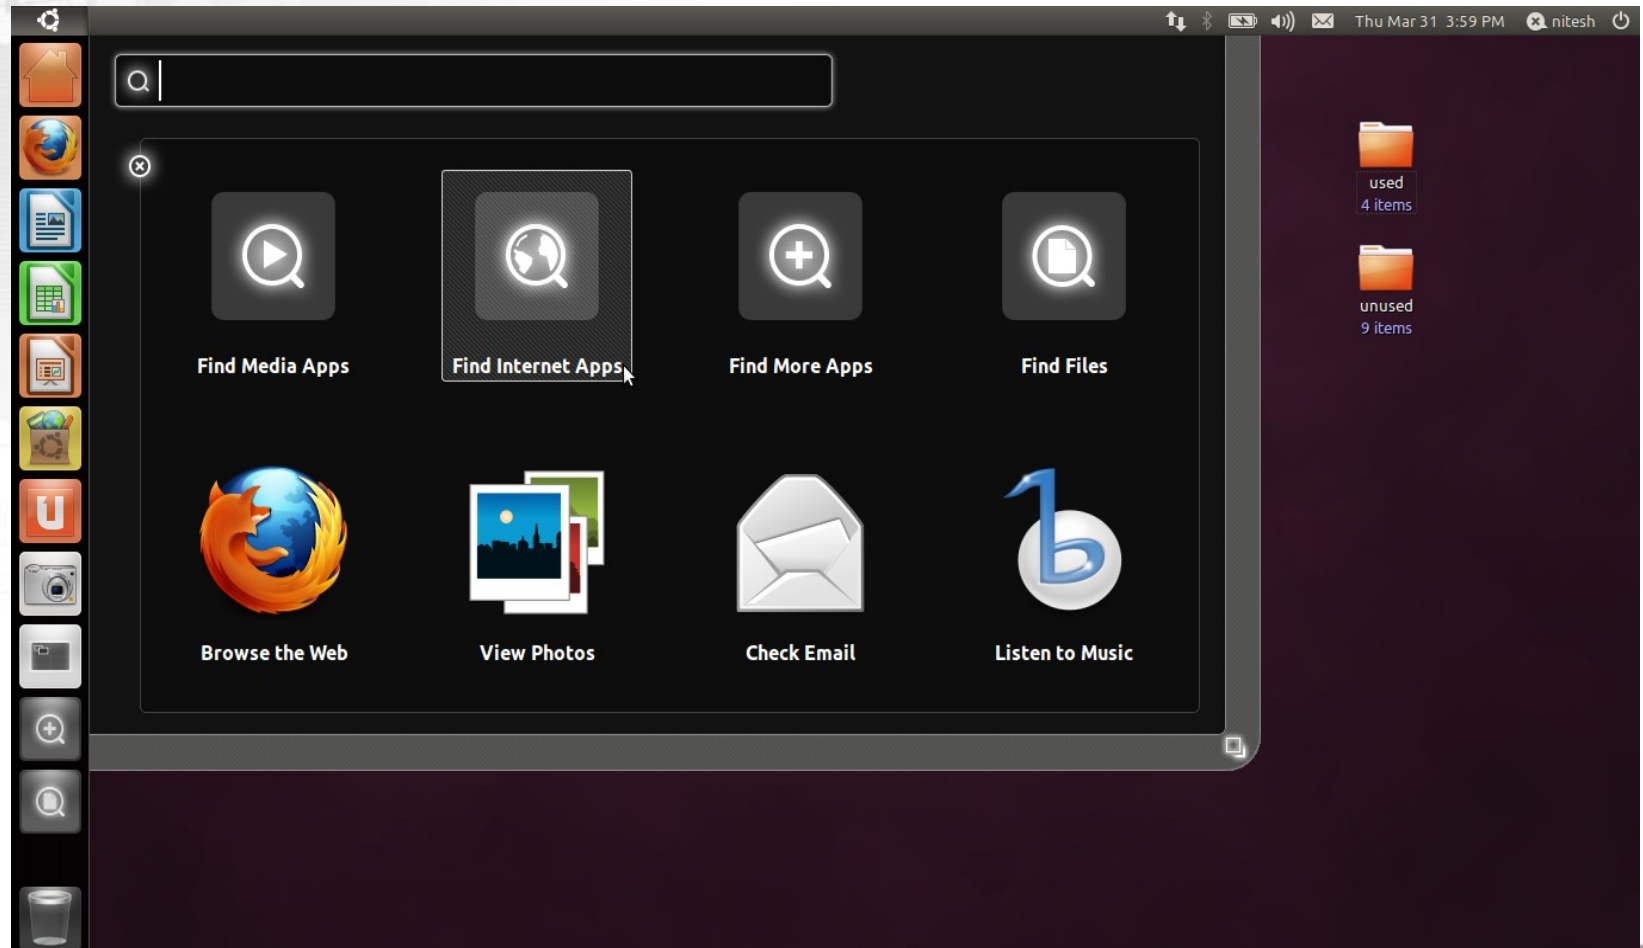 Thu Mar 31 3:59 PM nitesh
used
4 items
unused
9 items
Find Media Apps
Find Internet Apps
Find More Apps
Find Files
Browse the Web
View Photos
Check Email
Listen to Music